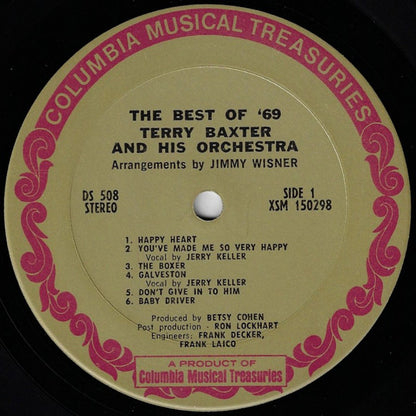 COLUMBIA MUSICAL TREASURIES
THE BEST OF '69
TERRY BAXTER
AND HIS ORCHESTRA
Arrangements by JIMMY WISNER
DS 508
STEREO
SIDE 1
XSM 150298
1. HAPPY HEART
2. YOU'VE MADE ME SO VERY HAPPY
Vocal by JERRY KELLER
3. THE BOXER
4. GALVESTON
Vocal by JERRY KELLER
5. DON'T GIVE IN TO HIM
6. BABY DRIVER
Produced by BETSY COHEN
Post production - RON LOCKHART
Engineers: FRANK DECKER,
FRANK LAICO
A PRODUCT OF
Columbia Musical Treasuries